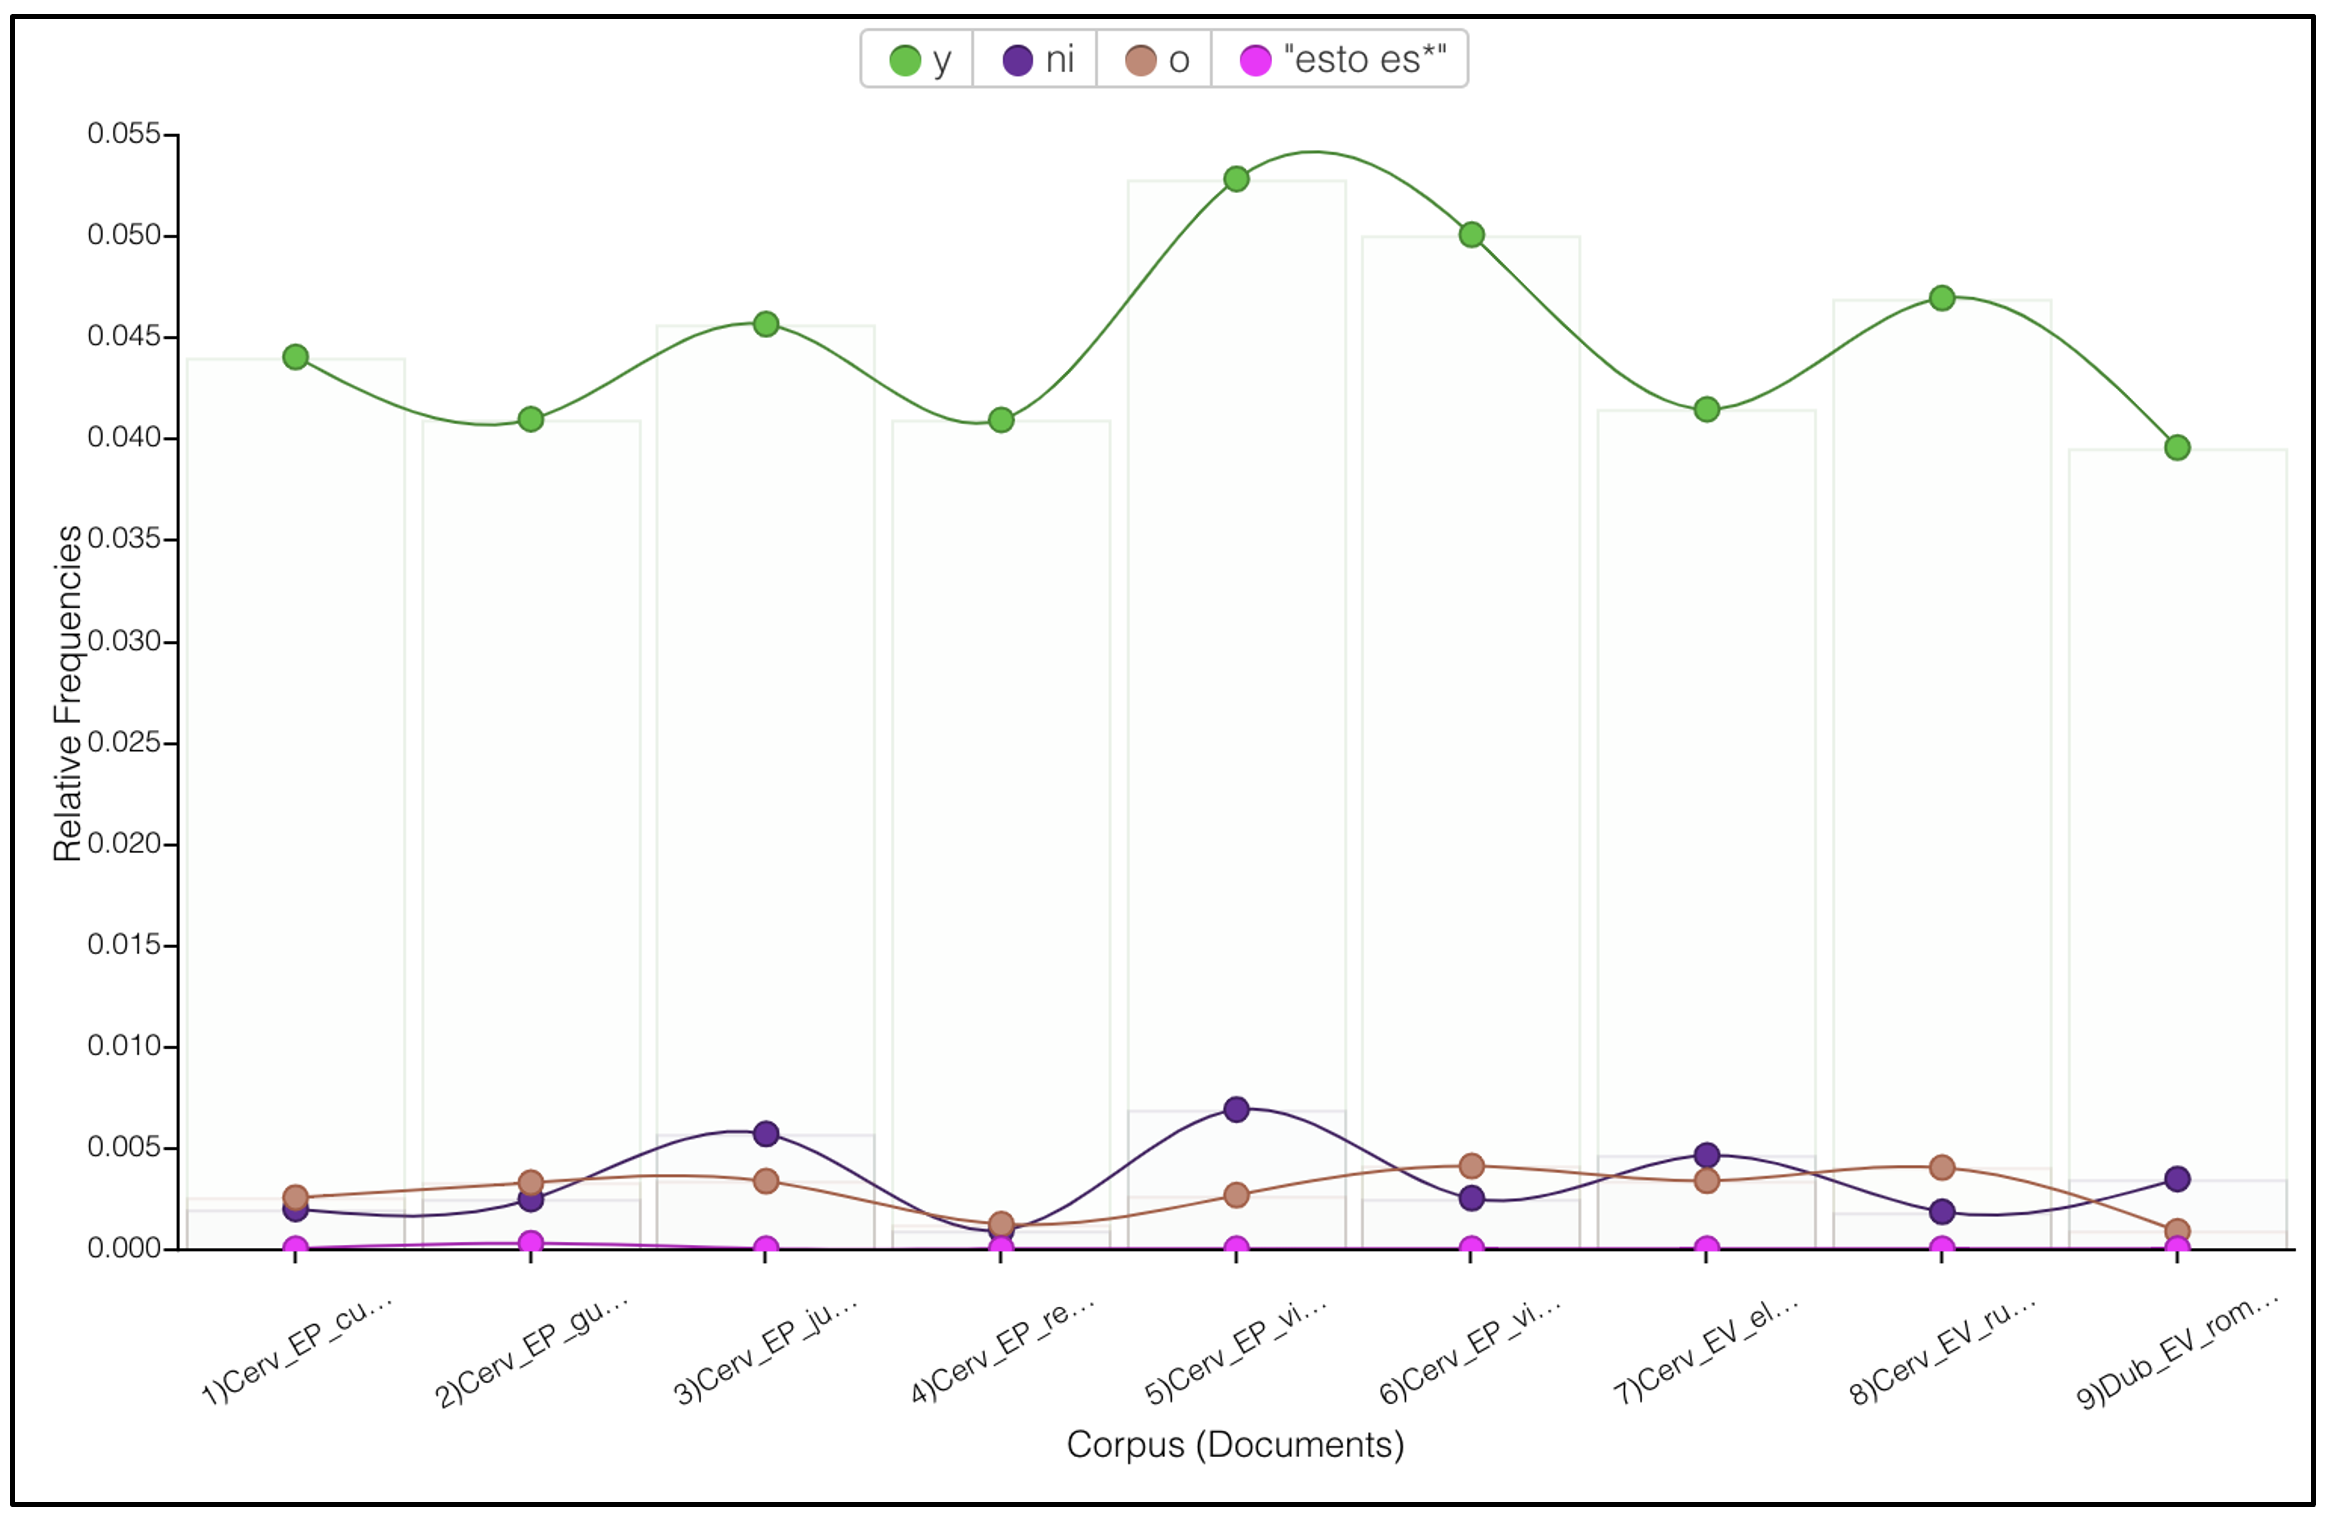 y ni o "esto es*"
0.055
0.050
0.045
0.040
0.035
0.030
0.025
0.020
0.015
0.010
0.005
0.000
Relative Frequencies
1)Cerv_EP_cu...
2)Cerv_EP_gu...
3)Cerv_EP_ju...
4)Cerv_EP_re...
5)Cerv_EP_vi...
6)Cerv_EP_vi...
7)Cerv_EV_el...
8)Cerv_EV_ru...
9)Dub_EV_rom...
Corpus (Documents)